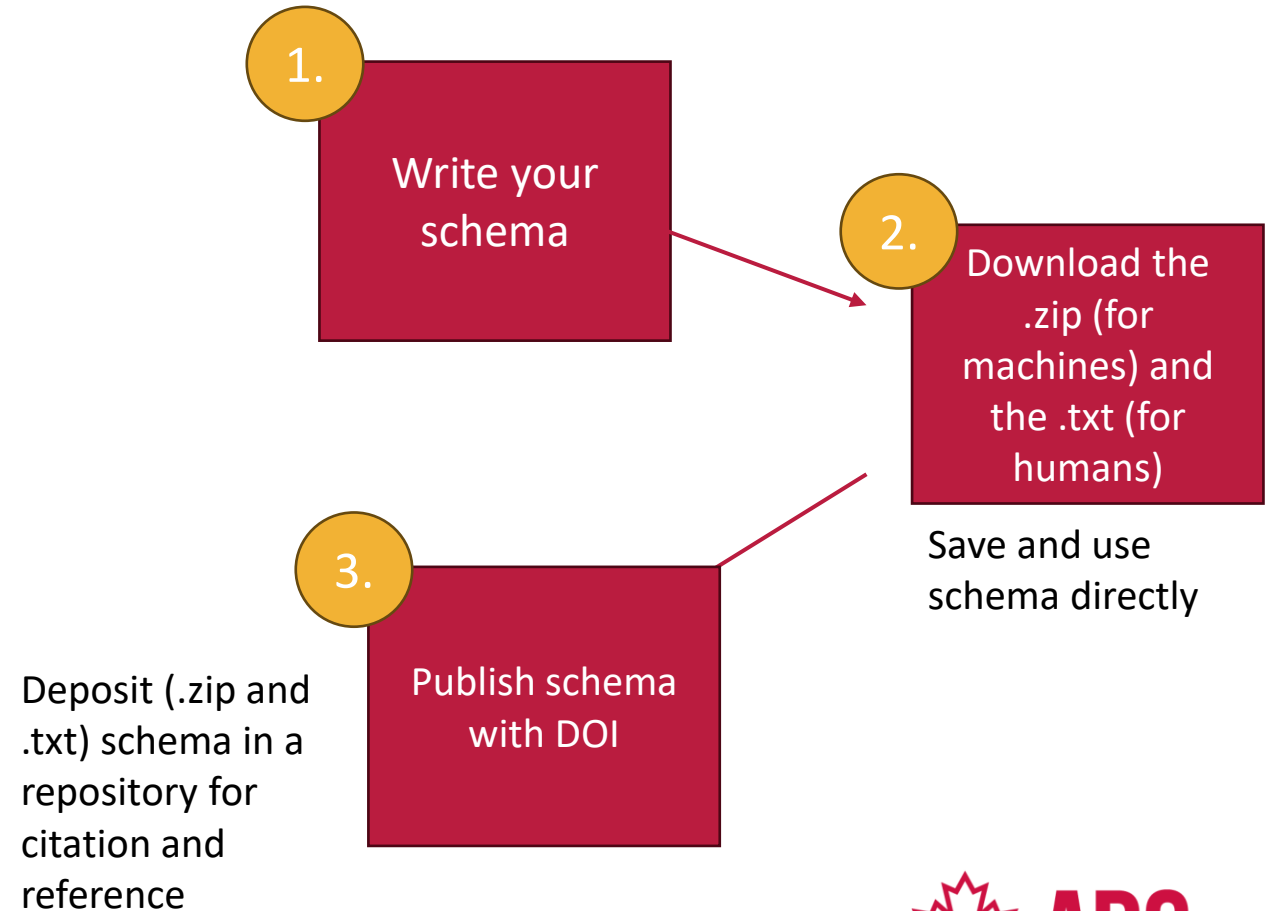 1.
Write your
schema
2.
Download the
.zip (for
machines) and
the .txt (for
humans)
Save and use
schema directly
3.
Publish schema
with DOI
Deposit (.zip and
.txt) schema in a
repository for
citation and
reference